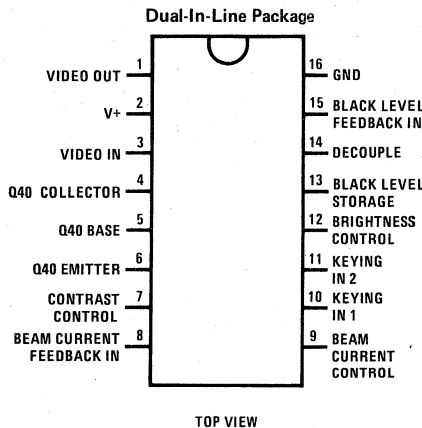 Dual-In-Line Package
VIDEO OUT 1
V+ 2
VIDEO IN 3
Q40 COLLECTOR 4
Q40 BASE 5
Q40 EMITTER 6
CONTRAST 7
CONTROL
BEAM CURRENT 8
FEEDBACK IN
16 GND
15 BLACK LEVEL
FEEDBACK IN
14 DECOUPLE
13 BLACK LEVEL
STORAGE
12 BRIGHTNESS
CONTROL
11 KEYING
IN 2
10 KEYING
IN 1
9 BEAM
CURRENT
CONTROL
TOP VIEW